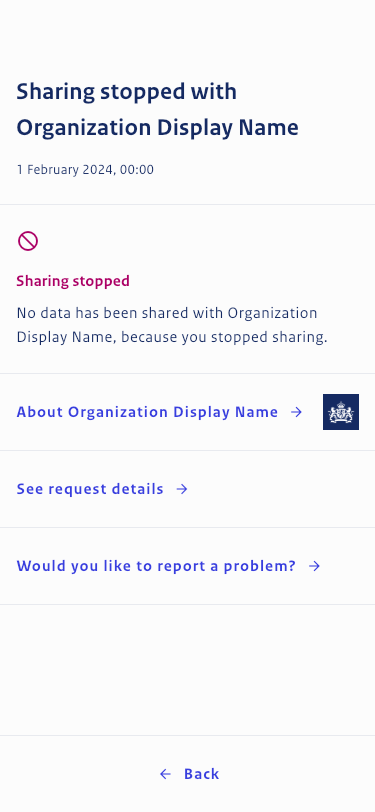 Sharing stopped with
Organization Display Name
1 February 2024, 00:00
Sharing stopped
No data has been shared with Organization
Display Name, because you stopped sharing.
About Organization Display Name →
See request details →
Would you like to report a problem? →
← Back